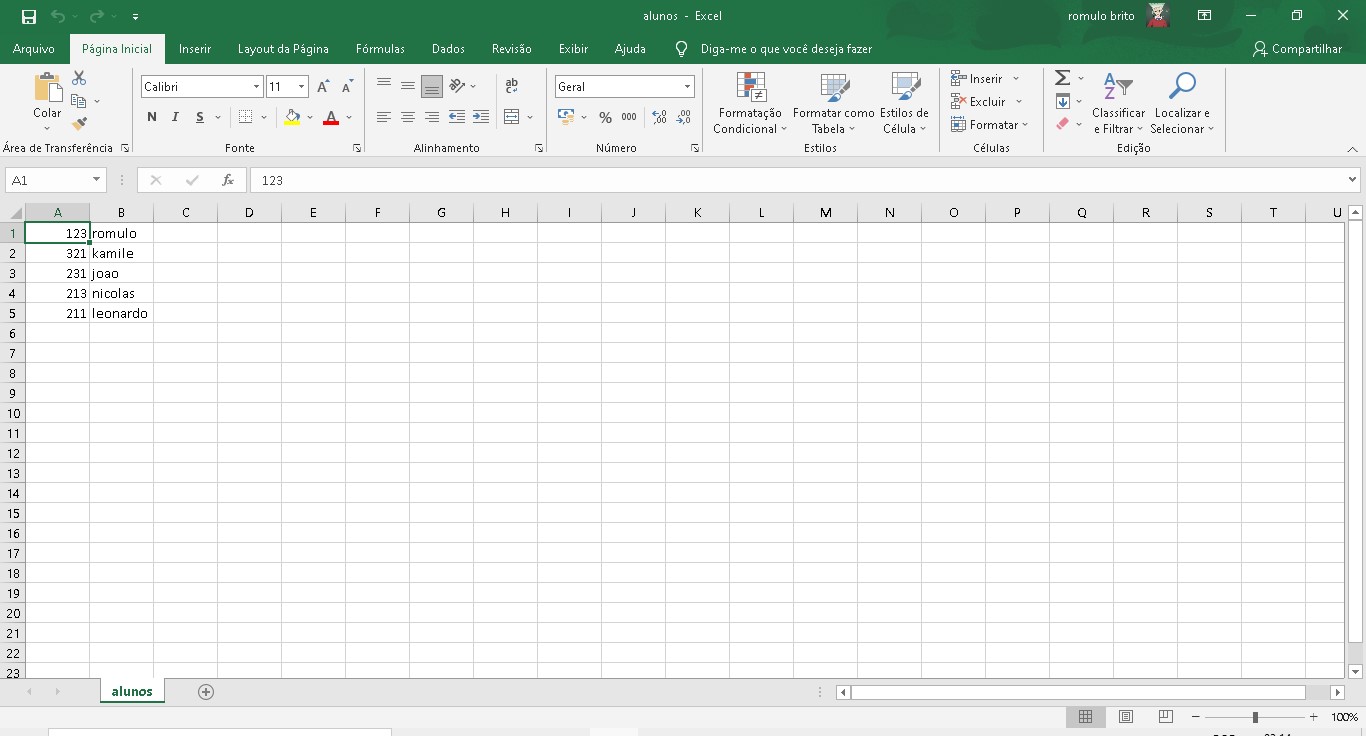 alunos - Excel
romulo brito
Arquivo Página Inicial Inserir Layout da Página Fórmulas Dados Revisão Exibir Ajuda Diga-me o que você deseja fazer Compartilhar
Colar
Área de Transferência
Calibri 11
N I S
Fonte
ab
Alinhamento
Geral
% 000
Número
Formatação Condicional
Formatar como Tabela
Estilos de Célula
Estilos
Inserir
Excluir
Formatar
Células
Classificar e Filtrar
Localizar e Selecionar
Edição
A1 fx 123
A B C D E F G H I J K L M N O P Q R S T U
1 123 romulo
2 321 kamile
3 231 joao
4 213 nicolas
5 211 leonardo
6
7
8
9
10
11
12
13
14
15
16
17
18
19
20
21
22
23
alunos
100%